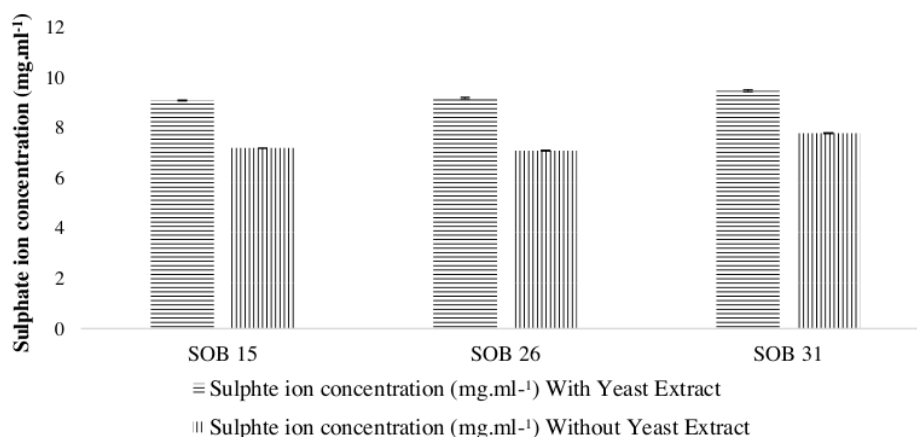 Sulphate ion concentration (mg.ml-¹)
12
10
8
6
4
2
0
SOB 15 SOB 26 SOB 31
Sulphte ion concentration (mg.ml-¹) With Yeast Extract
Sulphte ion concentration (mg.ml-¹) Without Yeast Extract